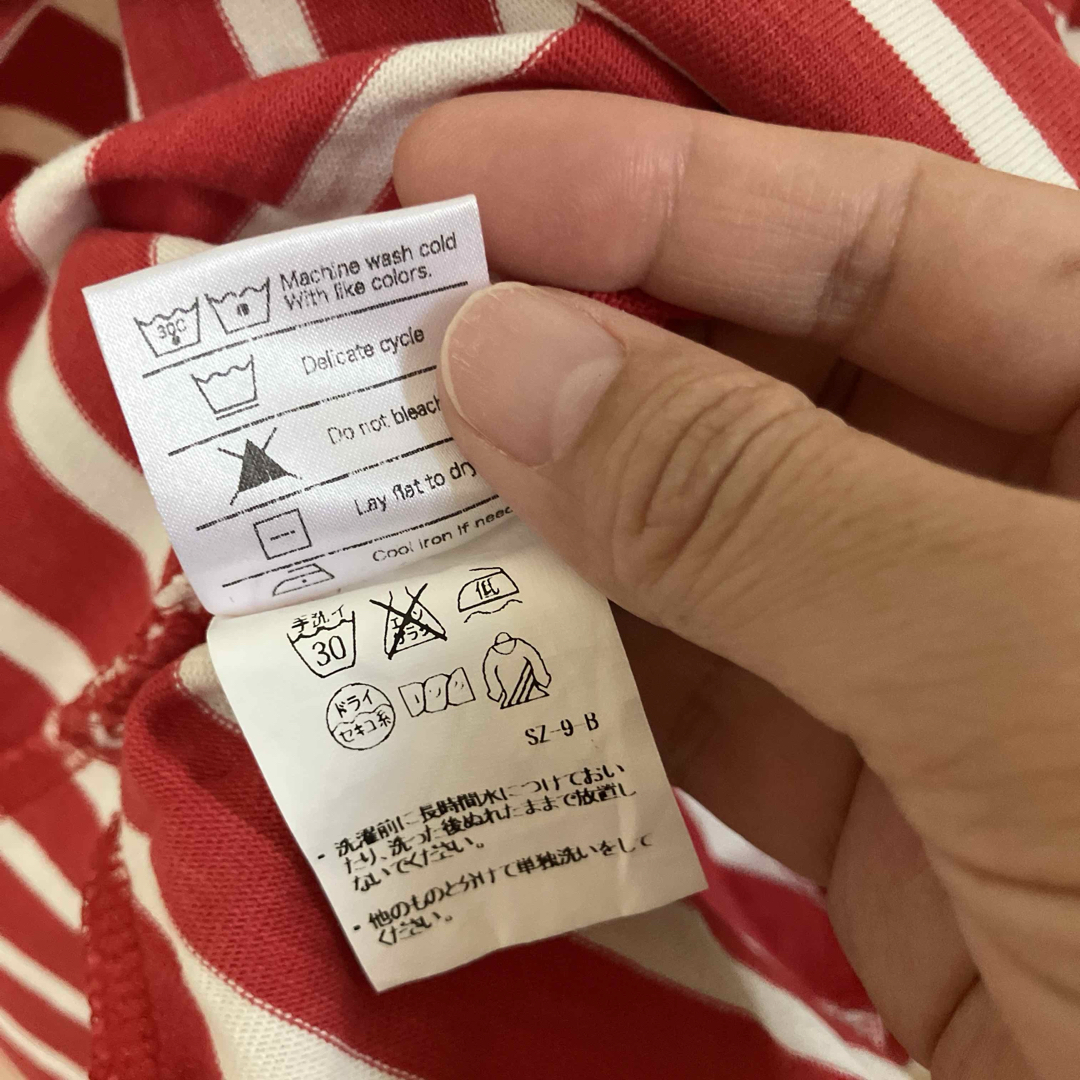 Machine wash cold
With like colors.
30C
Delicate cycle
Do not bleach
Lay flat to dry
Cool iron if
手洗イ
30
エンソ
サラシ
低
ドライ
セキユ系
SZ-9-B
・洗濯前に長時間水につけておい
たり、洗った後ぬれたままで放置し
ないでください。
・他のものと分けて単独洗いをして
ください。